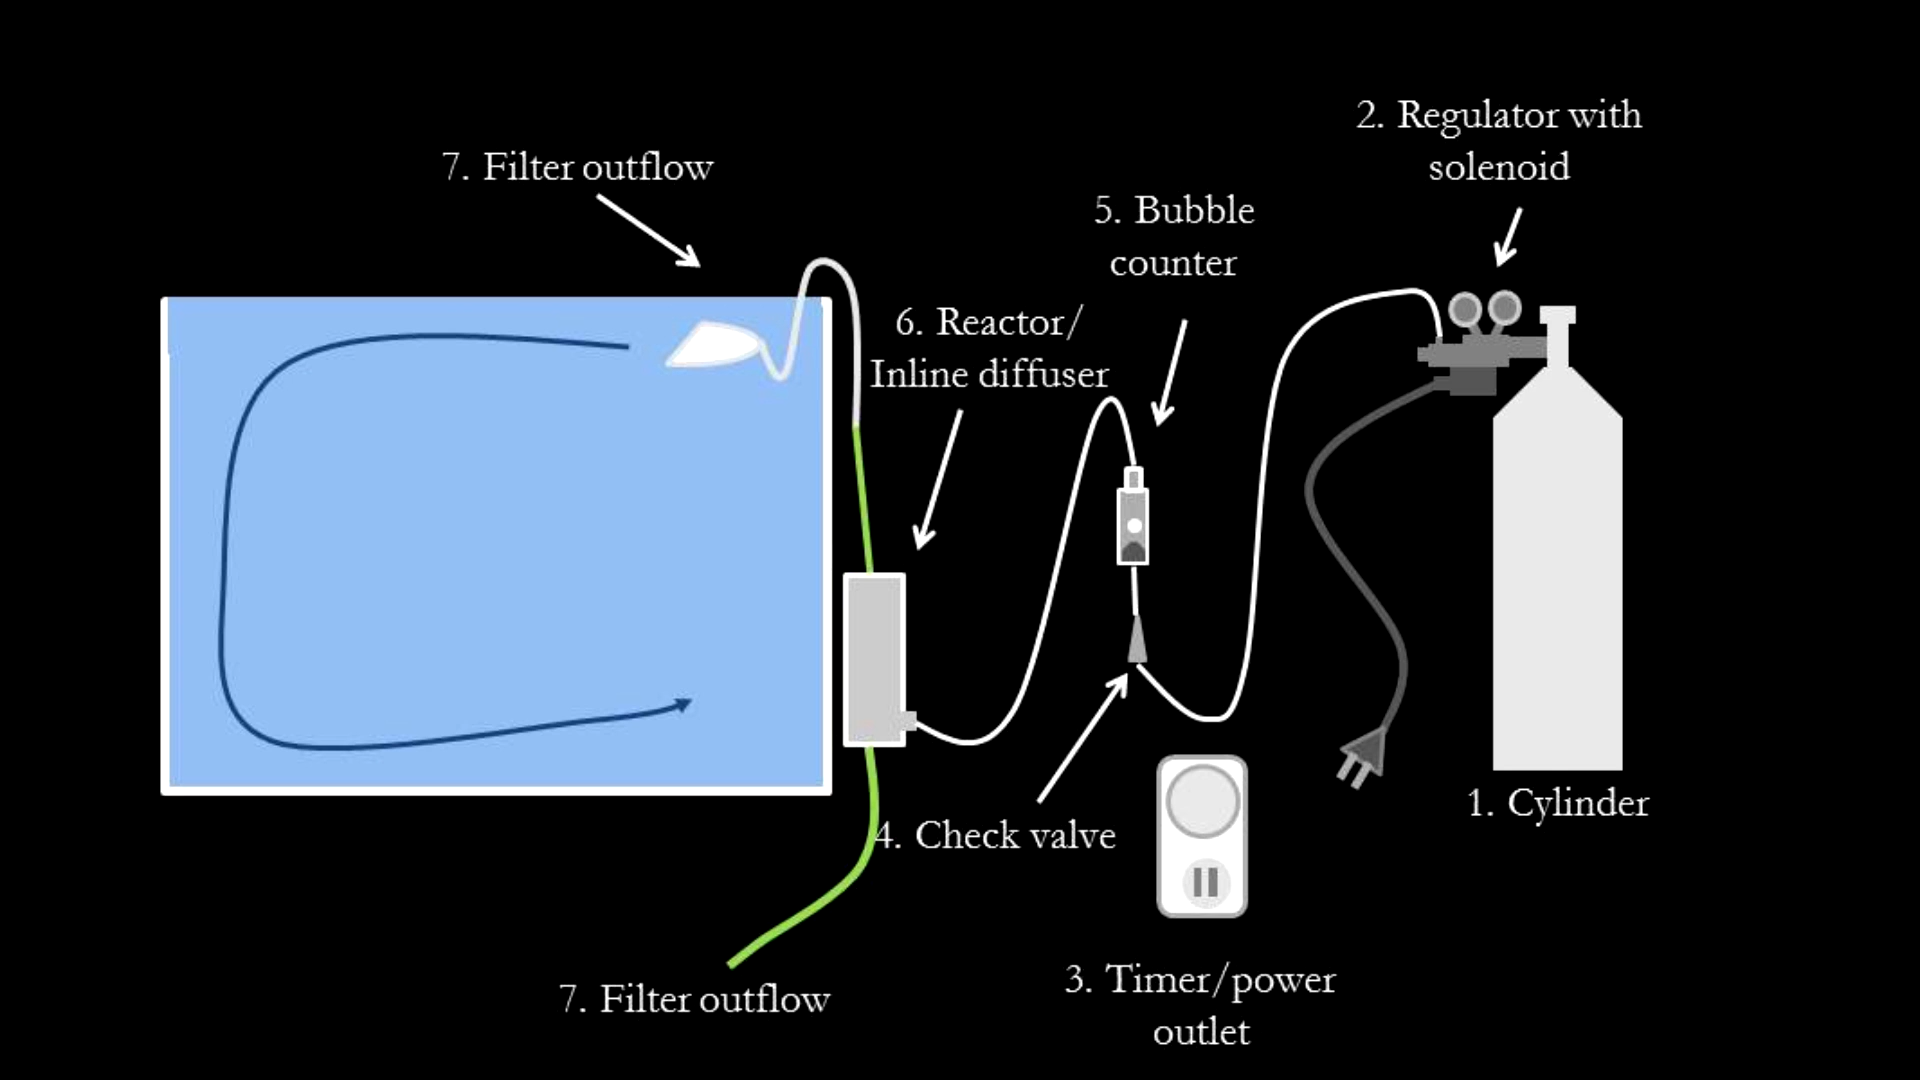 2. Regulator with
solenoid
7. Filter outflow
5. Bubble
counter
6. Reactor/
Inline diffuser
1. Cylinder
4. Check valve
3. Timer/power
outlet
7. Filter outflow